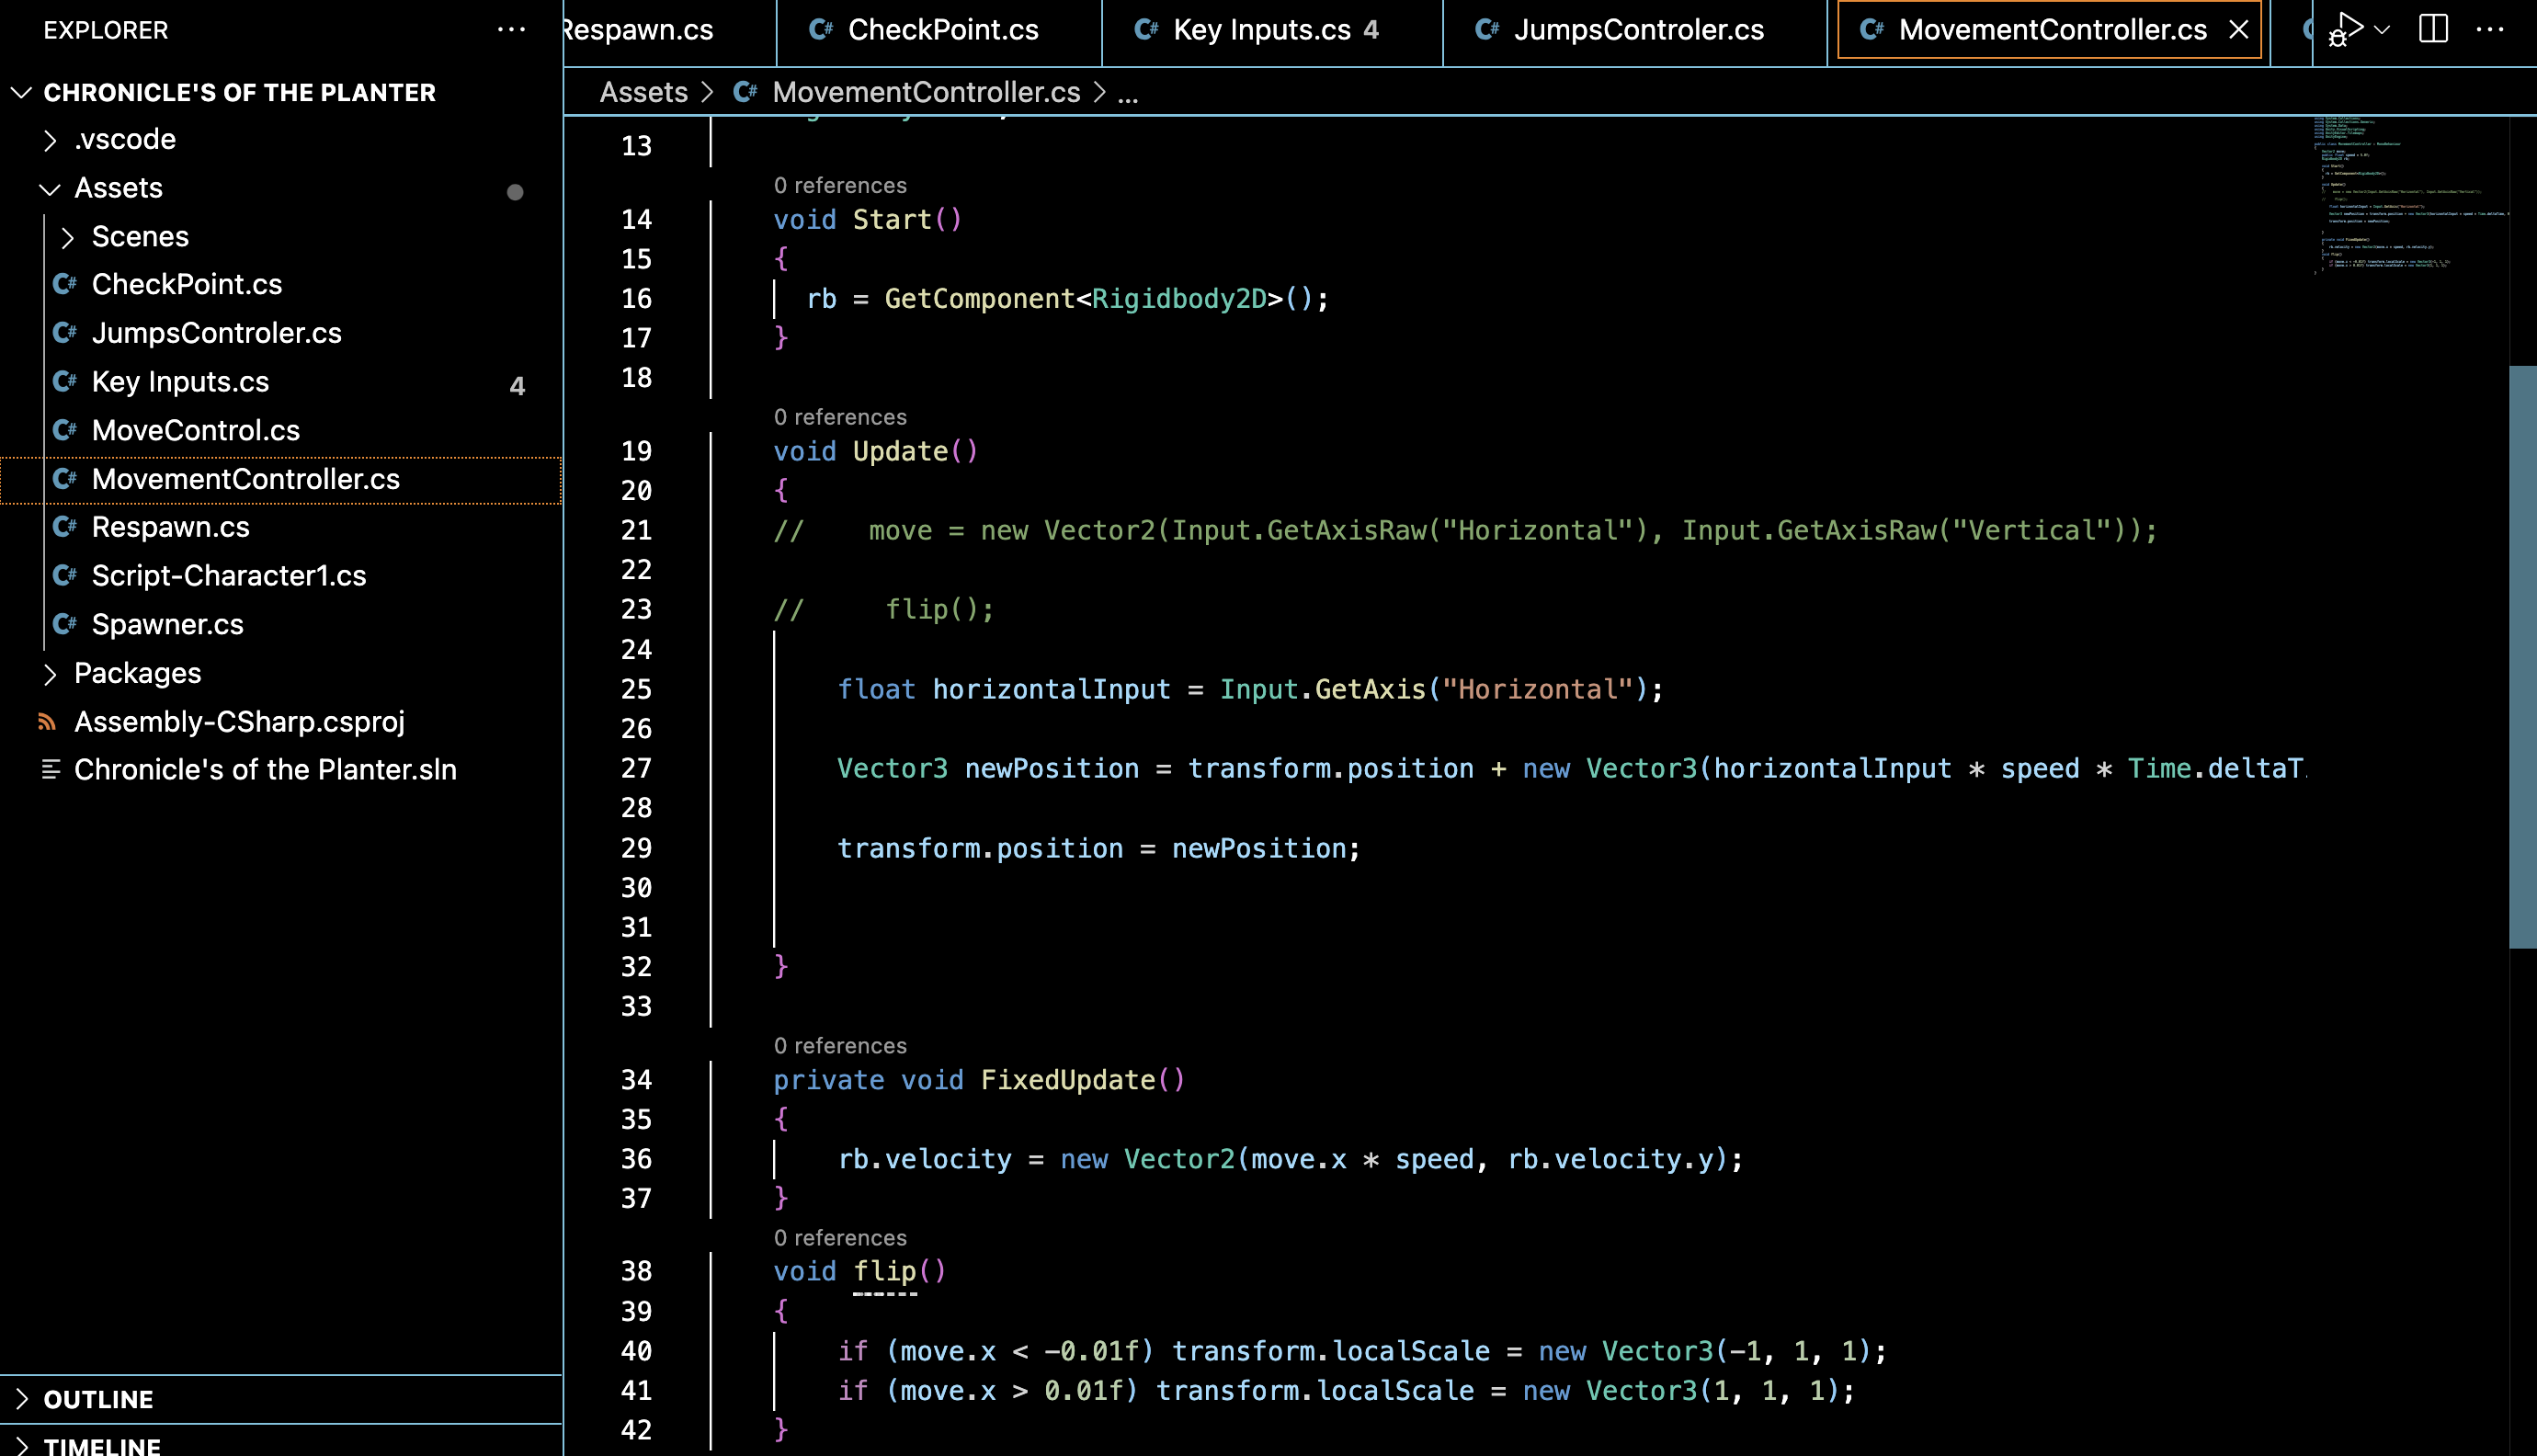 EXPLORER
CHRONICLE'S OF THE PLANTER
.vscode
Assets
Scenes
CheckPoint.cs
JumpsControler.cs
Key Inputs.cs 4
MoveControl.cs
MovementController.cs
Respawn.cs
Script-Character1.cs
Spawner.cs
Packages
Assembly-CSharp.csproj
Chronicle's of the Planter.sln
OUTLINE
TIMELINE
Respawn.cs CheckPoint.cs Key Inputs.cs 4 JumpsControler.cs MovementController.cs
Assets > MovementController.cs > ...
13
0 references
14 void Start()
15 {
16 rb = GetComponent<Rigidbody2D>();
17 }
18
0 references
19 void Update()
20 {
21 // move = new Vector2(Input.GetAxisRaw("Horizontal"), Input.GetAxisRaw("Vertical"));
22
23 // flip();
24
25 float horizontalInput = Input.GetAxis("Horizontal");
26
27 Vector3 newPosition = transform.position + new Vector3(horizontalInput * speed * Time.deltaT
28
29 transform.position = newPosition;
30
31
32 }
33
0 references
34 private void FixedUpdate()
35 {
36 rb.velocity = new Vector2(move.x * speed, rb.velocity.y);
37 }
0 references
38 void flip()
39 {
40 if (move.x < -0.01f) transform.localScale = new Vector3(-1, 1, 1);
41 if (move.x > 0.01f) transform.localScale = new Vector3(1, 1, 1);
42 }